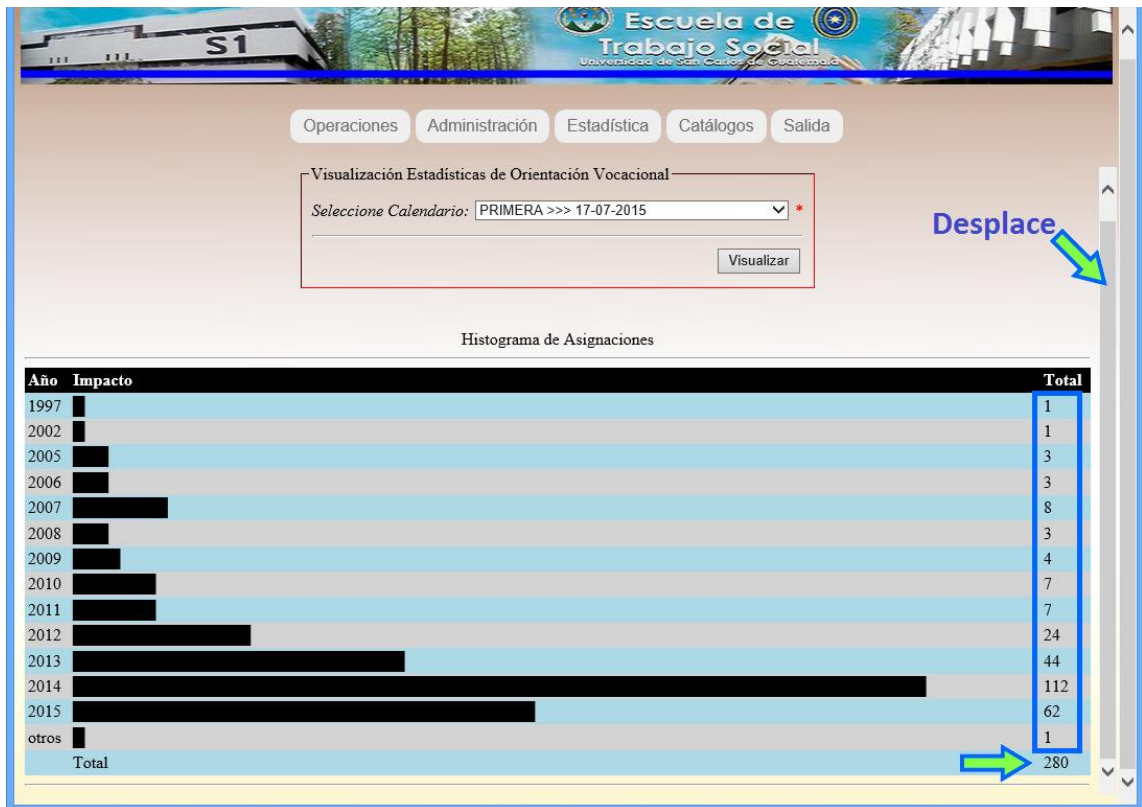 S1
Escuela de
Trabajo Social
Universidad de San Carlos de Guatemala
Operaciones Administración Estadística Catálogos Salida
Visualización Estadísticas de Orientación Vocacional
Seleccione Calendario: PRIMERA >>> 17-07-2015 *
Desplace
Visualizar
Histograma de Asignaciones
Año Impacto Total
1997 1
2002 1
2005 3
2006 3
2007 8
2008 3
2009 4
2010 7
2011 7
2012 24
2013 44
2014 112
2015 62
otros 1
Total 280